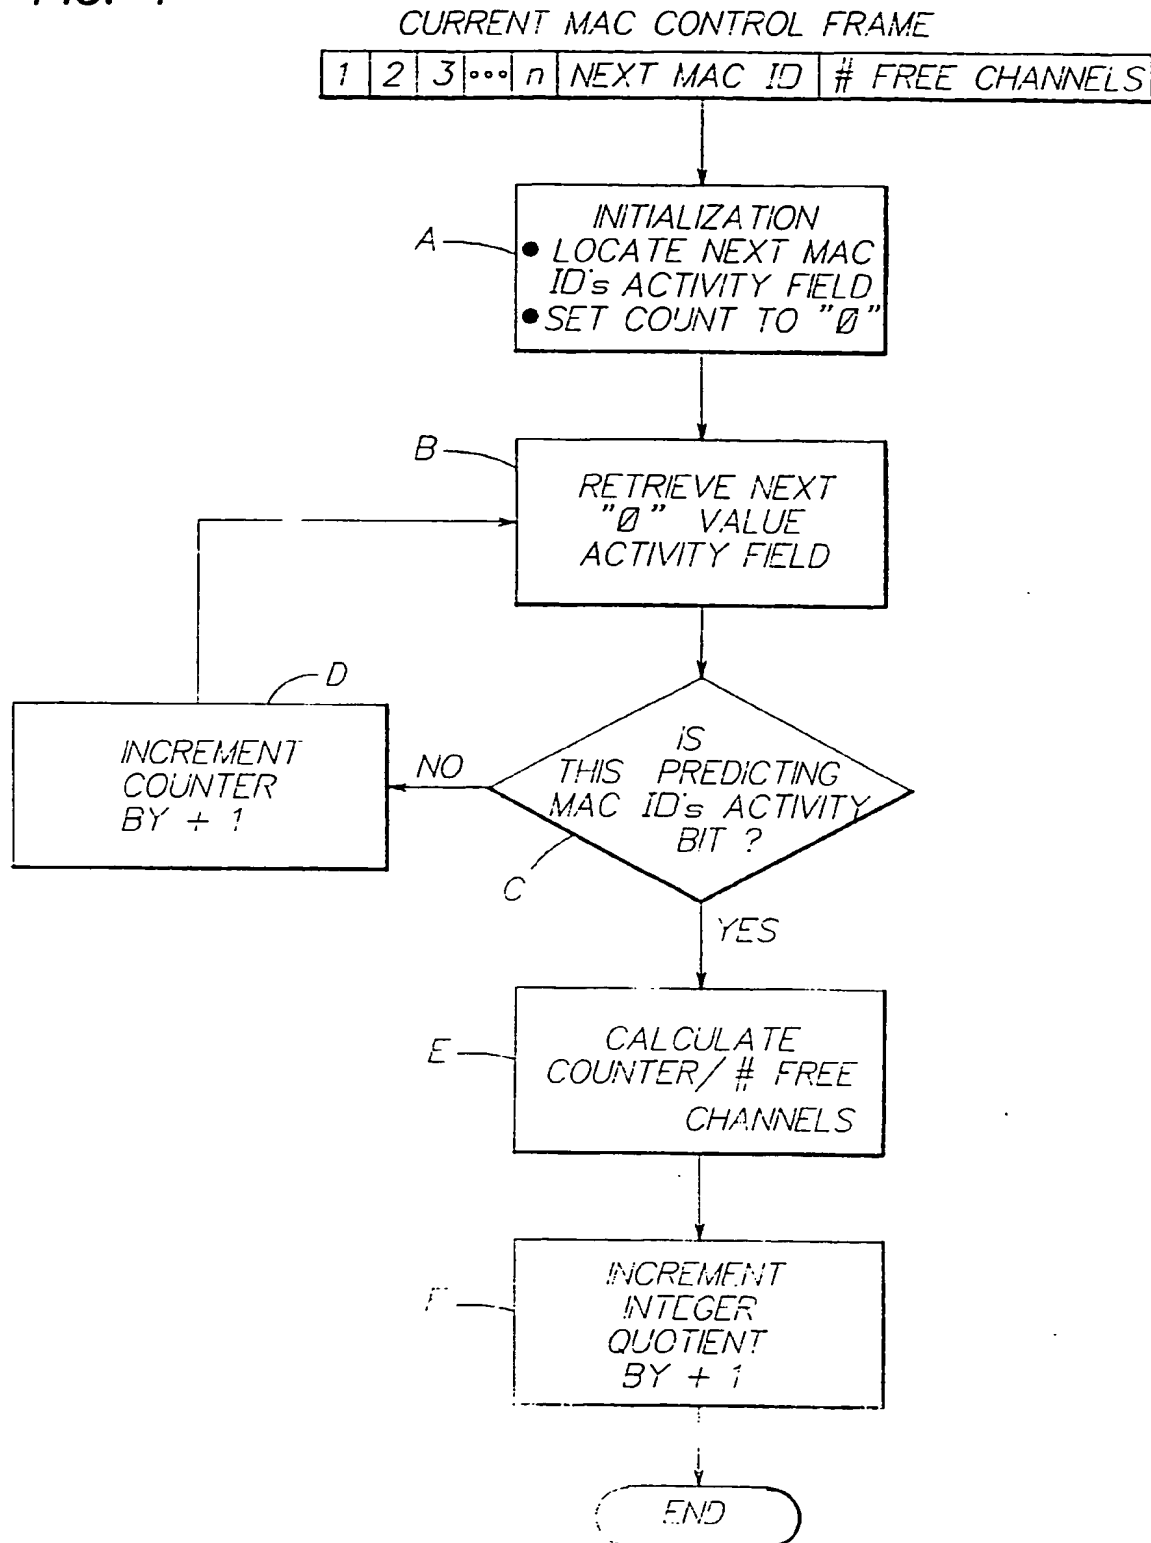 CURRENT MAC CONTROL FRAME
1 2 3 ••• n NEXT MAC ID # FREE CHANNELS
A
INITIALIZATION
• LOCATE NEXT MAC
ID's ACTIVITY FIELD
• SET COUNT TO "Ø"
B
RETRIEVE NEXT
"Ø" VALUE
ACTIVITY FIELD
D
INCREMENT
COUNTER
BY + 1
NO
IS
THIS PREDICTING
MAC ID's ACTIVITY
BIT ?
C
YES
E
CALCULATE
COUNTER/# FREE
CHANNELS
F
INCREMENT
INTEGER
QUOTIENT
BY + 1
END